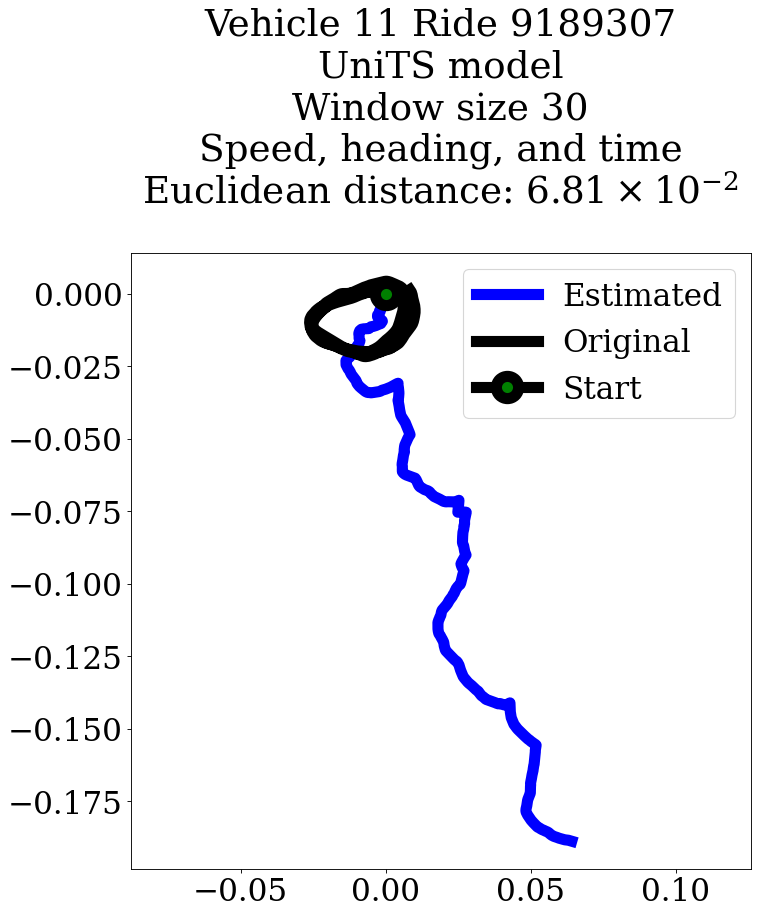 Vehicle 11 Ride 9189307
UniTS model
Window size 30
Speed, heading, and time
Euclidean distance: 6.81 × 10⁻²
Estimated
Original
Start
0.000
−0.025
−0.050
−0.075
−0.100
−0.125
−0.150
−0.175
−0.05 0.00 0.05 0.10